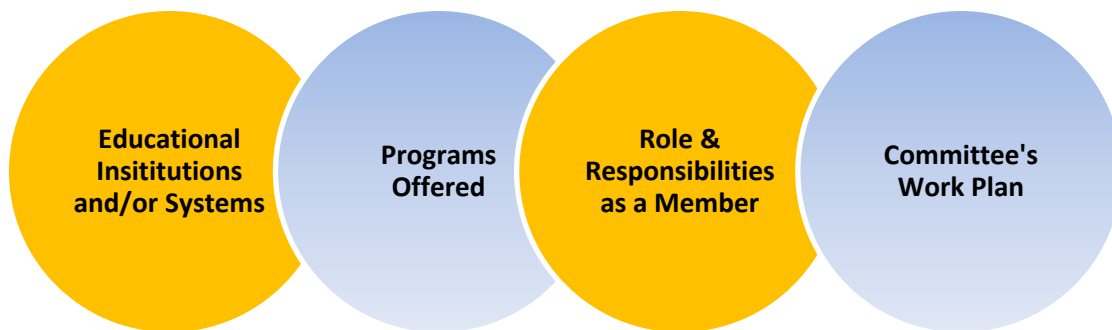 Educational
Insititutions
and/or Systems
Programs
Offered
Role &
Responsibilities
as a Member
Committee's
Work Plan